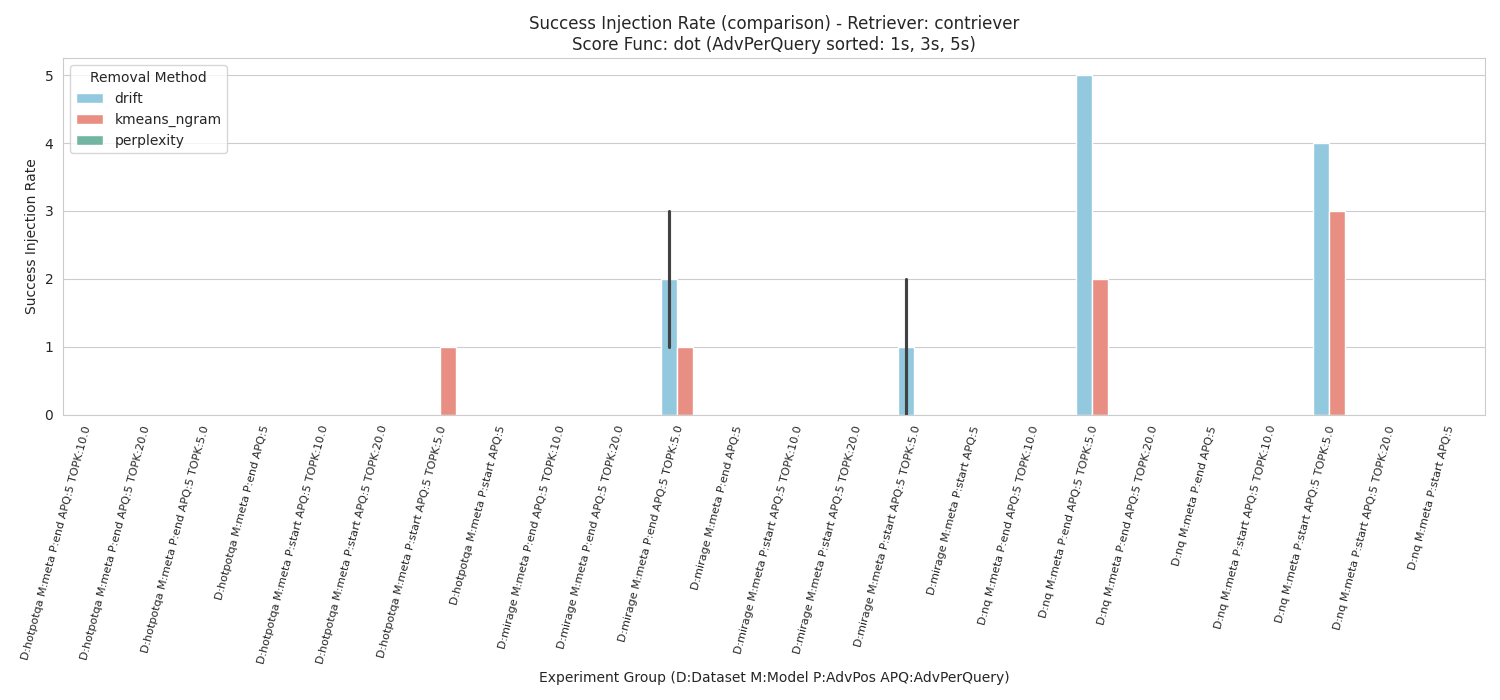 Success Injection Rate (comparison) - Retriever: contriever
Score Func: dot (AdvPerQuery sorted: 1s, 3s, 5s)
Removal Method
drift
kmeans_ngram
perplexity
Success Injection Rate
5
4
3
2
1
0
D:hotpotqa M:meta P:end APQ:5 TOPK:10.0
D:hotpotqa M:meta P:end APQ:5 TOPK:20.0
D:hotpotqa M:meta P:end APQ:5 TOPK:5.0
D:hotpotqa M:meta P:end APQ:5
D:hotpotqa M:meta P:start APQ:5 TOPK:10.0
D:hotpotqa M:meta P:start APQ:5 TOPK:20.0
D:hotpotqa M:meta P:start APQ:5 TOPK:5.0
D:hotpotqa M:meta P:start APQ:5
D:mirage M:meta P:end APQ:5 TOPK:10.0
D:mirage M:meta P:end APQ:5 TOPK:20.0
D:mirage M:meta P:end APQ:5 TOPK:5.0
D:mirage M:meta P:end APQ:5
D:mirage M:meta P:start APQ:5 TOPK:10.0
D:mirage M:meta P:start APQ:5 TOPK:20.0
D:mirage M:meta P:start APQ:5 TOPK:5.0
D:mirage M:meta P:start APQ:5
D:nq M:meta P:end APQ:5 TOPK:10.0
D:nq M:meta P:end APQ:5 TOPK:5.0
D:nq M:meta P:end APQ:5 TOPK:20.0
D:nq M:meta P:end APQ:5
D:nq M:meta P:start APQ:5 TOPK:10.0
D:nq M:meta P:start APQ:5 TOPK:5.0
D:nq M:meta P:start APQ:5 TOPK:20.0
D:nq M:meta P:start APQ:5
Experiment Group (D:Dataset M:Model P:AdvPos APQ:AdvPerQuery)